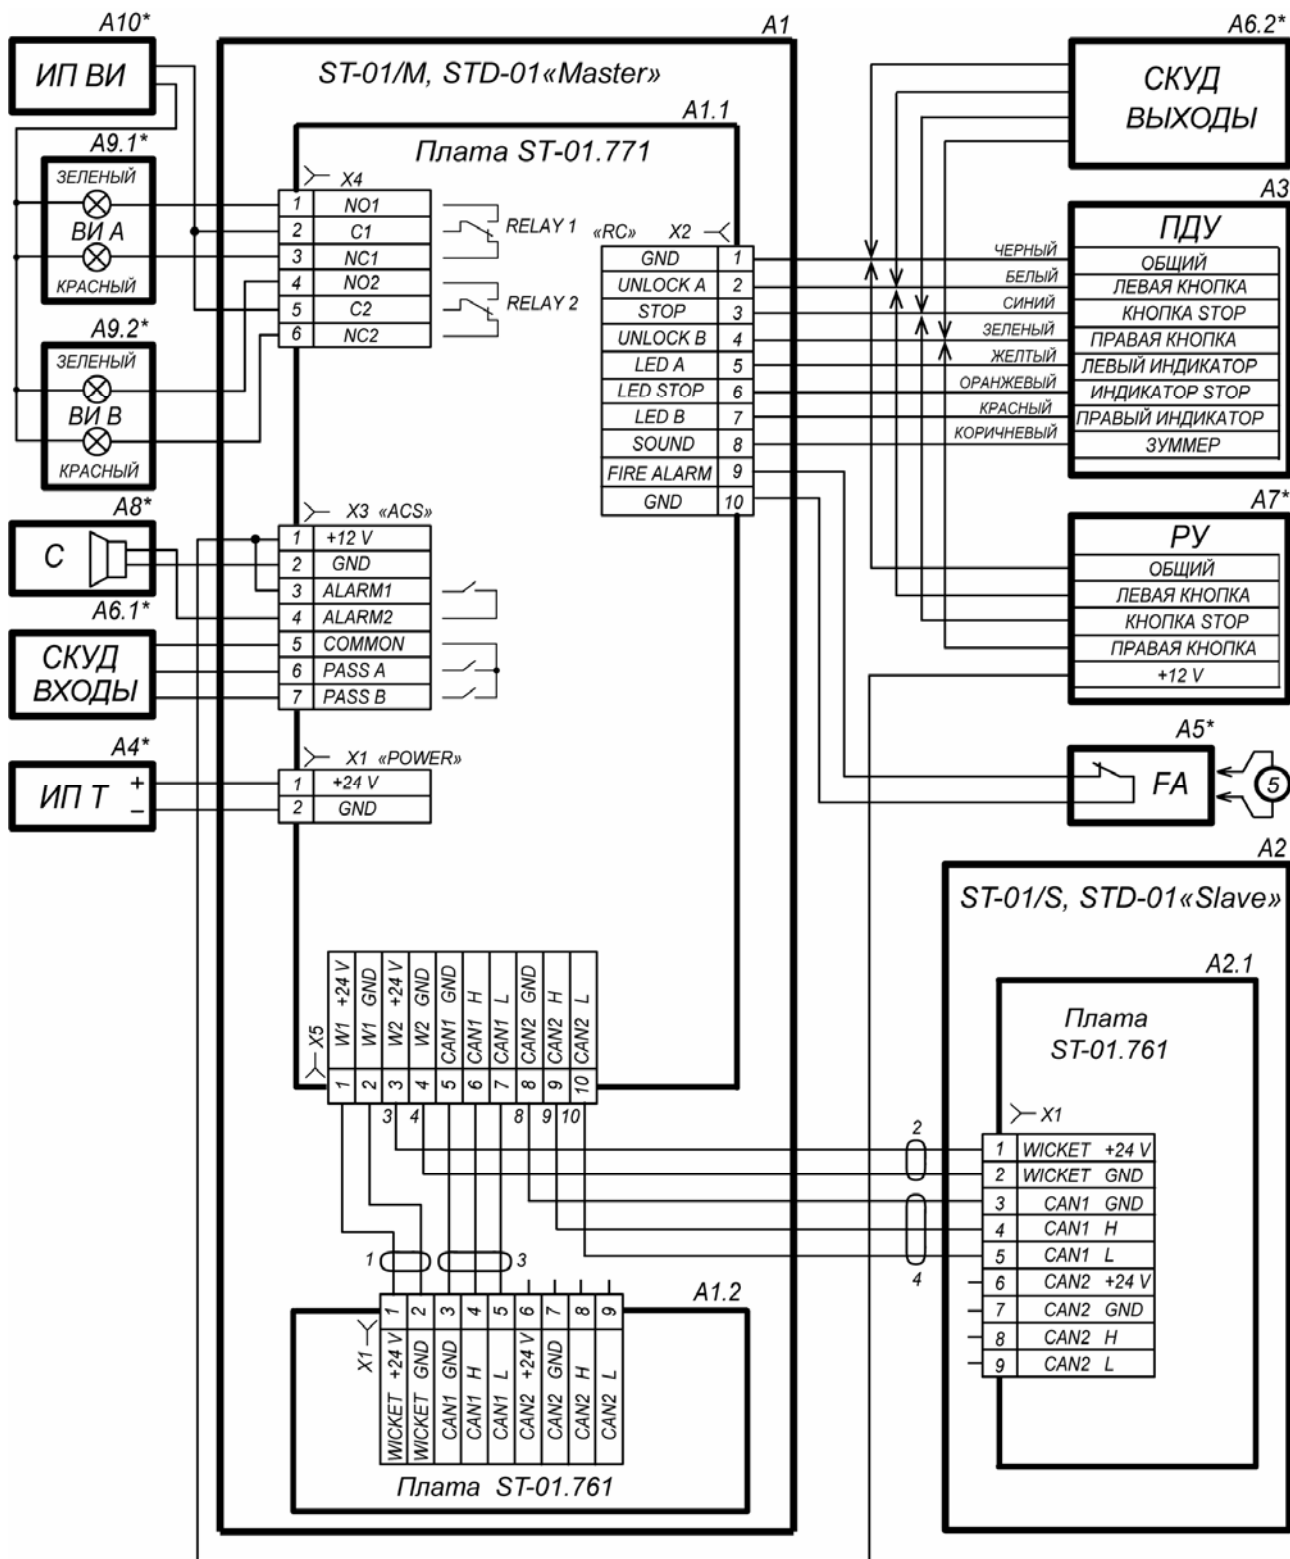 A10*
ИП ВИ
A9.1*
ЗЕЛЕНЫЙ
ВИ А
КРАСНЫЙ
A9.2*
ЗЕЛЕНЫЙ
ВИ В
КРАСНЫЙ
A8*
С
A6.1*
СКУД
ВХОДЫ
A4*
ИП Т
+
–
A1
ST-01/M, STD-01«Master»
A1.1
Плата ST-01.771
X4
1 NO1
2 C1
3 NC1
4 NO2
5 C2
6 NC2
RELAY 1
RELAY 2
«RC» X2
GND 1
UNLOCK A 2
STOP 3
UNLOCK B 4
LED A 5
LED STOP 6
LED B 7
SOUND 8
FIRE ALARM 9
GND 10
X3 «ACS»
1 +12 V
2 GND
3 ALARM1
4 ALARM2
5 COMMON
6 PASS A
7 PASS B
X1 «POWER»
1 +24 V
2 GND
X5
1 W1 +24 V
2 W1 GND
3 W2 +24 V
4 W2 GND
5 CAN1 GND
6 CAN1 H
7 CAN1 L
8 CAN2 GND
9 CAN2 H
10 CAN2 L
3 4 8 9 10
1
3
A1.2
X1
1 WICKET +24 V
2 WICKET GND
3 CAN1 GND
4 CAN1 H
5 CAN1 L
6 CAN2 +24 V
7 CAN2 GND
8 CAN2 H
9 CAN2 L
Плата ST-01.761
A6.2*
СКУД
ВЫХОДЫ
A3
ПДУ
ЧЕРНЫЙ
ОБЩИЙ
БЕЛЫЙ
ЛЕВАЯ КНОПКА
СИНИЙ
КНОПКА STOP
ЗЕЛЕНЫЙ
ПРАВАЯ КНОПКА
ЖЕЛТЫЙ
ЛЕВЫЙ ИНДИКАТОР
ОРАНЖЕВЫЙ
ИНДИКАТОР STOP
КРАСНЫЙ
ПРАВЫЙ ИНДИКАТОР
КОРИЧНЕВЫЙ
ЗУММЕР
A7*
РУ
ОБЩИЙ
ЛЕВАЯ КНОПКА
КНОПКА STOP
ПРАВАЯ КНОПКА
+12 V
A5*
FA
5
A2
ST-01/S, STD-01«Slave»
A2.1
Плата
ST-01.761
X1
2
4
1 WICKET +24 V
2 WICKET GND
3 CAN1 GND
4 CAN1 H
5 CAN1 L
6 CAN2 +24 V
7 CAN2 GND
8 CAN2 H
9 CAN2 L